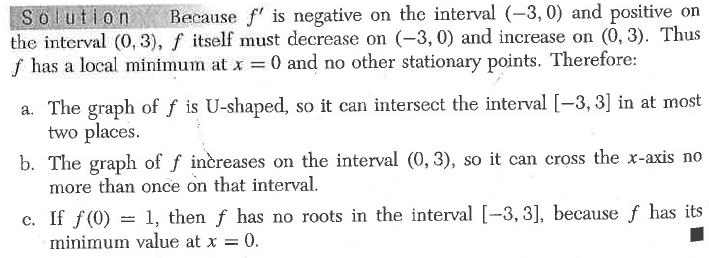 Solution Because f′ is negative on the interval (−3, 0) and positive on
the interval (0, 3), f itself must decrease on (−3, 0) and increase on (0, 3). Thus
f has a local minimum at x = 0 and no other stationary points. Therefore:
a. The graph of f is U-shaped, so it can intersect the interval [−3, 3] in at most
two places.
b. The graph of f increases on the interval (0, 3), so it can cross the x-axis no
more than once on that interval.
c. If f(0) = 1, then f has no roots in the interval [−3, 3], because f has its
minimum value at x = 0.